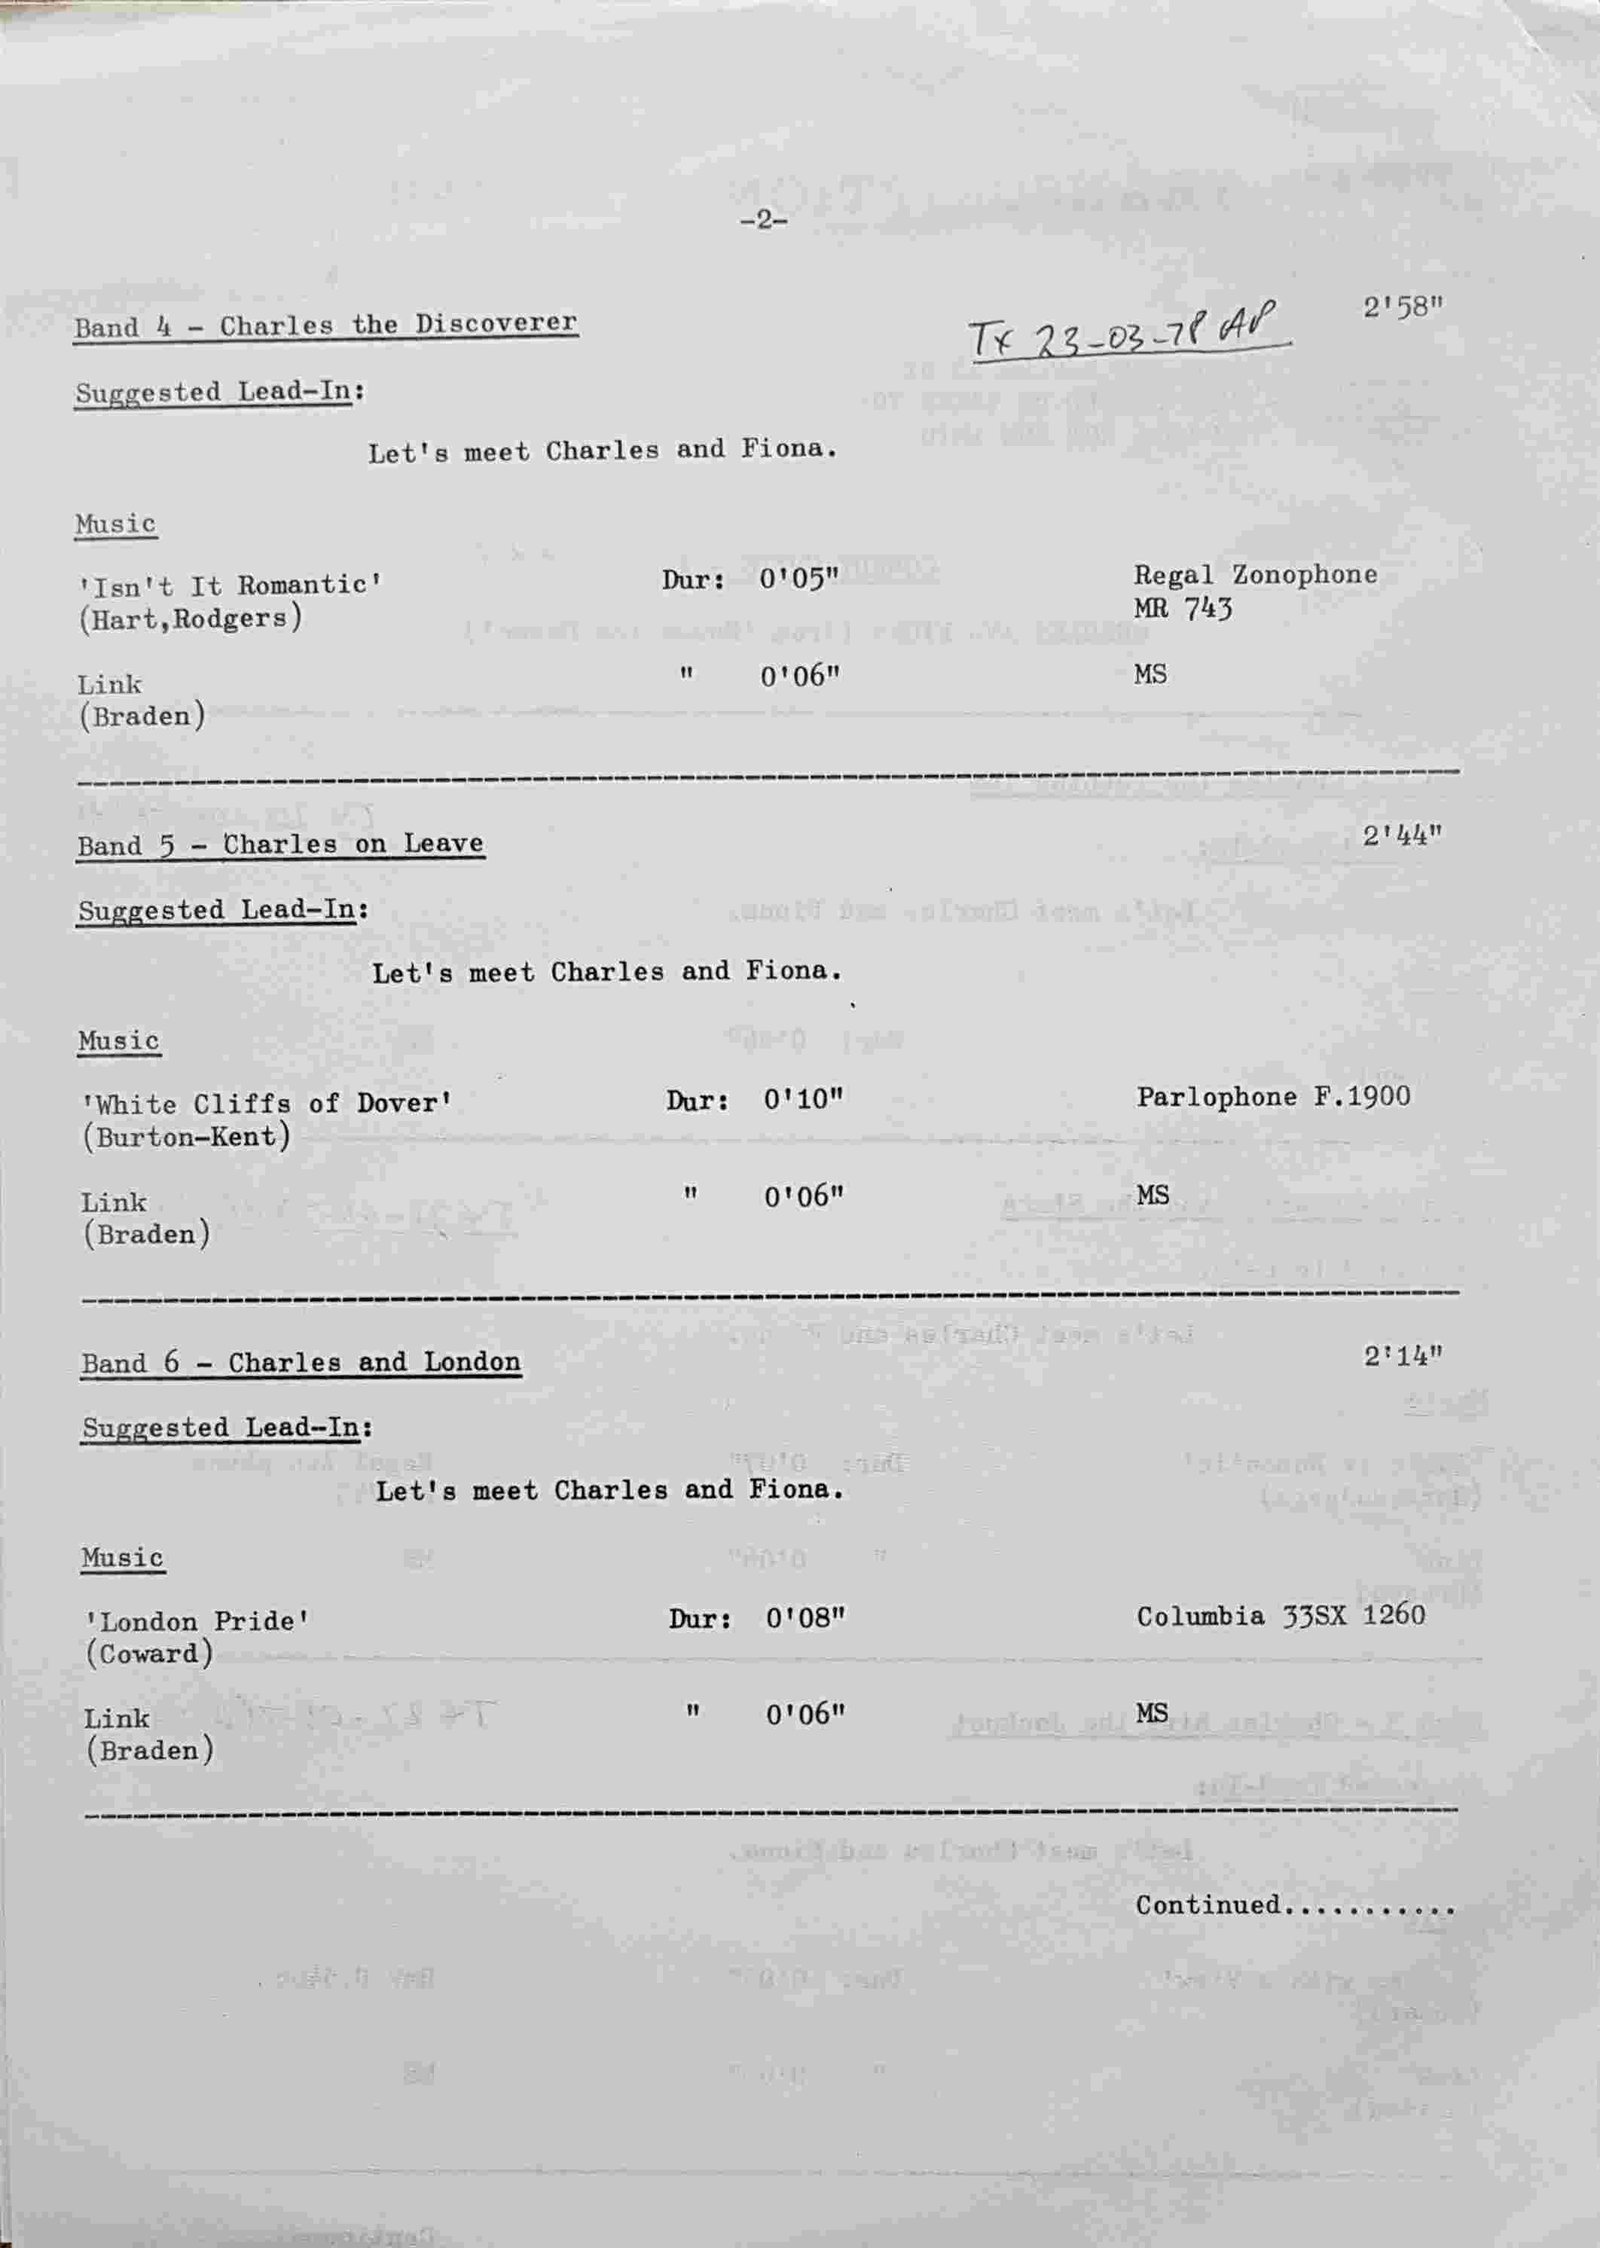 -2-
Band 4 - Charles the Discoverer Tx 23-03-78 AP 2'58"
Suggested Lead-In:
Let's meet Charles and Fiona.
Music
'Isn't It Romantic' Dur: 0'05" Regal Zonophone
(Hart,Rodgers) MR 743
Link " 0'06" MS
(Braden)
Band 5 - Charles on Leave 2'44"
Suggested Lead-In:
Let's meet Charles and Fiona.
Music
'White Cliffs of Dover' Dur: 0'10" Parlophone F.1900
(Burton-Kent)
Link " 0'06" MS
(Braden)
Band 6 - Charles and London 2'14"
Suggested Lead-In:
Let's meet Charles and Fiona.
Music
'London Pride' Dur: 0'08" Columbia 33SX 1260
(Coward)
Link " 0'06" MS
(Braden)
Continued...........